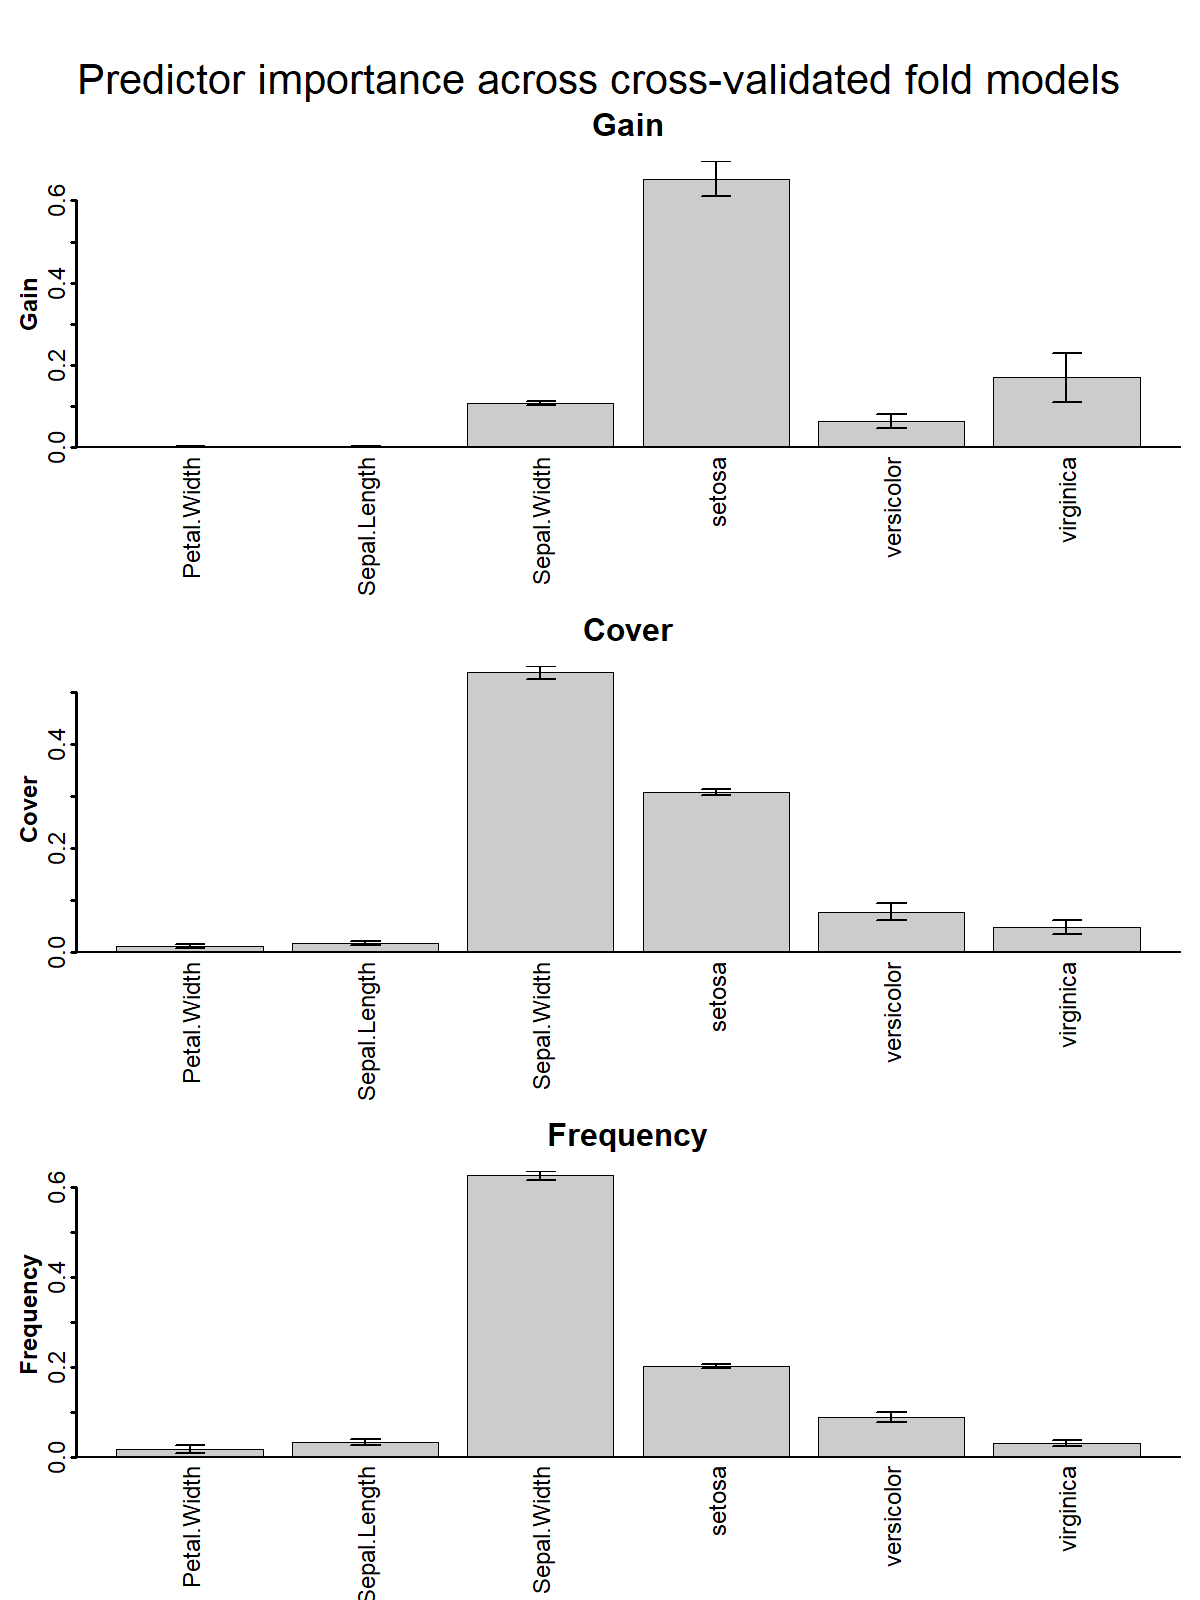 Predictor importance across cross-validated fold models
Gain
Gain
0.0
0.2
0.4
0.6
Petal.Width
Sepal.Length
Sepal.Width
setosa
versicolor
virginica
Cover
Cover
0.0
0.2
0.4
Petal.Width
Sepal.Length
Sepal.Width
setosa
versicolor
virginica
Frequency
Frequency
0.0
0.2
0.4
0.6
Petal.Width
Sepal.Length
Sepal.Width
setosa
versicolor
virginica